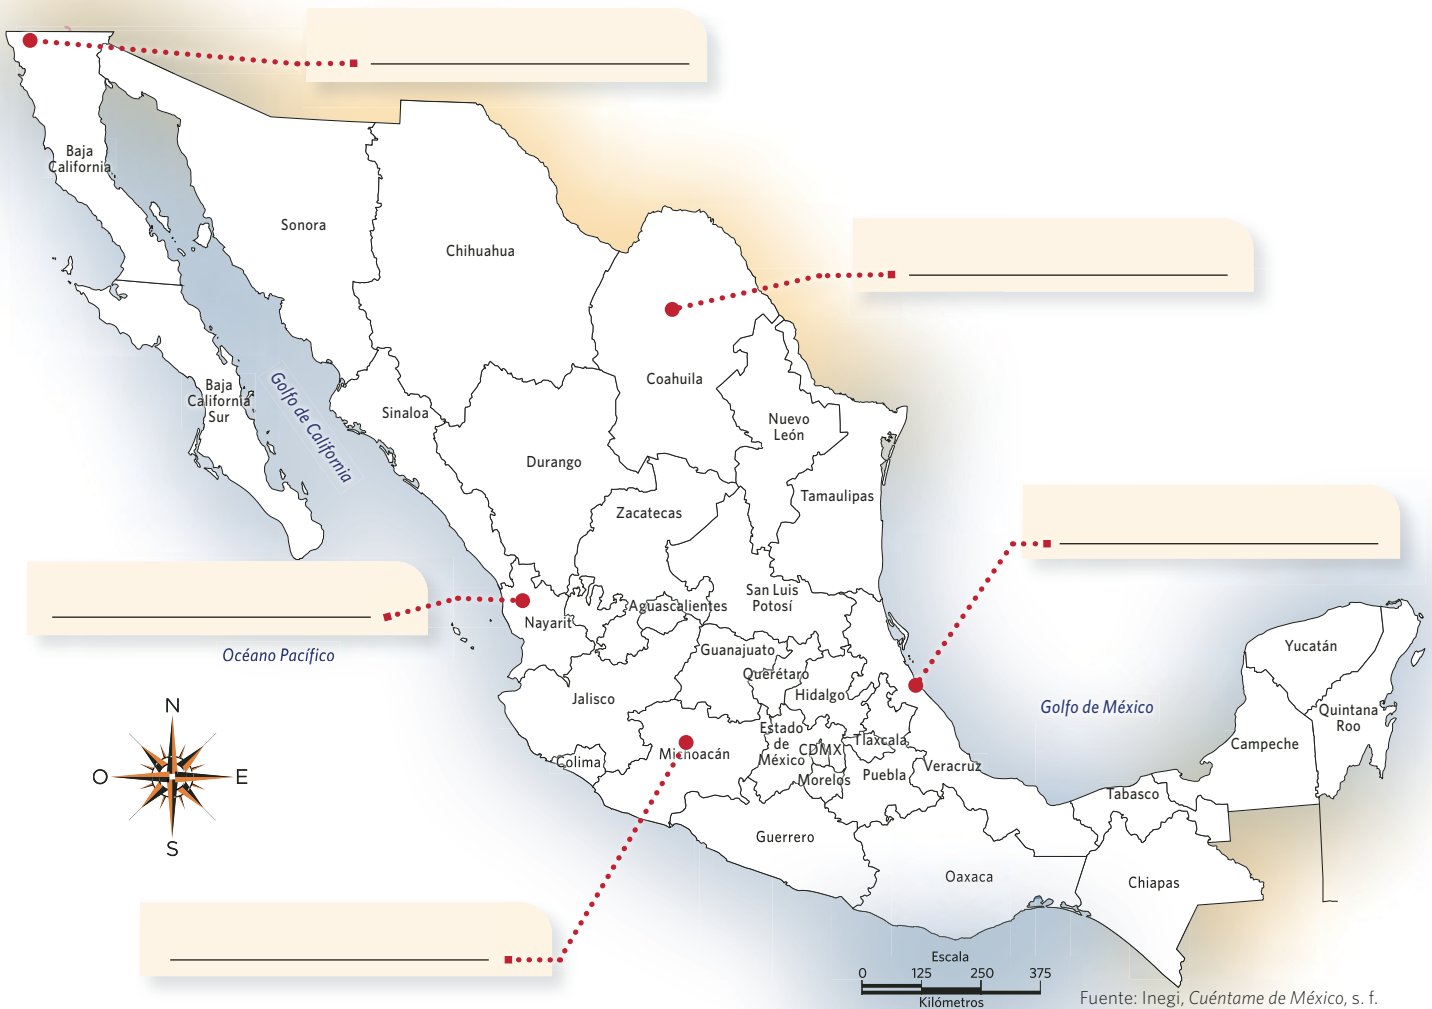 Baja
California
Sonora
Chihuahua
Coahuila
Baja
California
Sur
Golfo de California
Sinaloa
Nuevo
León
Durango
Tamaulipas
Zacatecas
San Luis
Potosí
Aguascalientes
Nayarit
Océano Pacífico
Guanajuato
Querétaro
Hidalgo
Jalisco
Yucatán
Quintana
Roo
Campeche
Golfo de México
Estado
de
México
CDMX
Tlaxcala
Michoacán
Colima
Morelos
Puebla
Veracruz
Tabasco
Guerrero
Oaxaca
Chiapas
N
O
E
S
Escala
0 125 250 375
Kilómetros
Fuente: Inegi, Cuéntame de México, s. f.